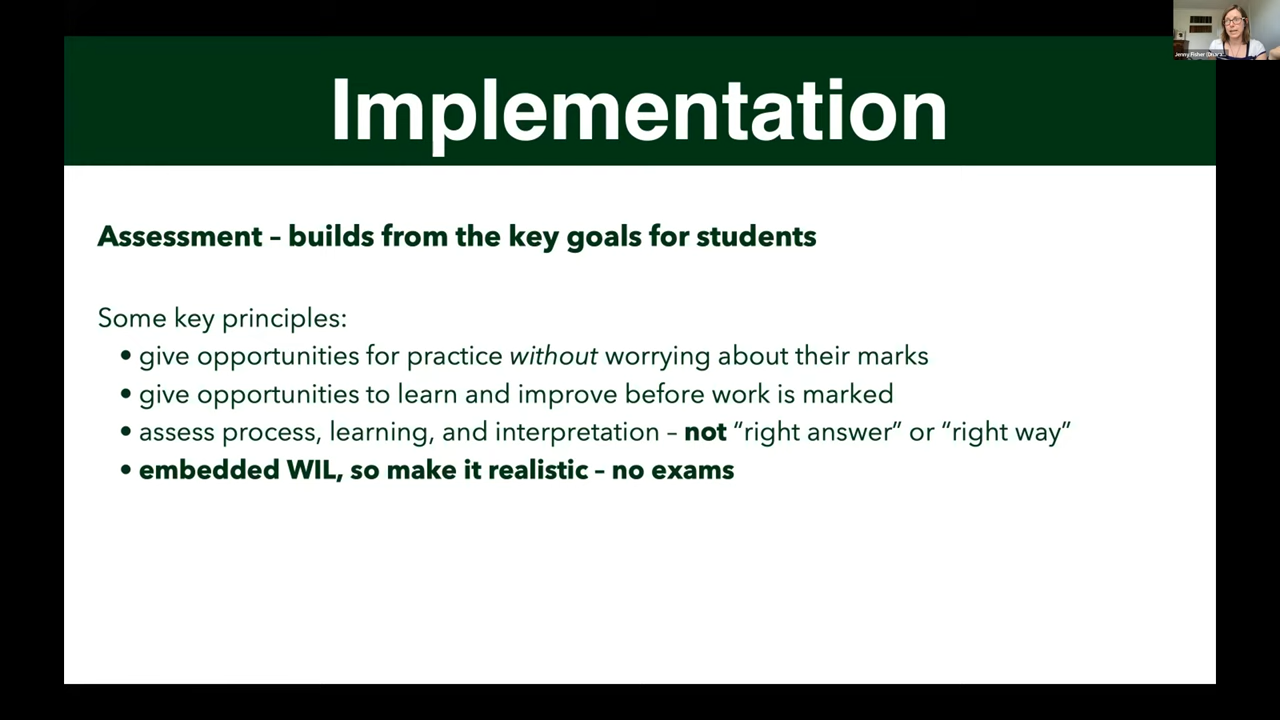 Implementation
Assessment – builds from the key goals for students
Some key principles:
• give opportunities for practice without worrying about their marks
• give opportunities to learn and improve before work is marked
• assess process, learning, and interpretation – not “right answer” or “right way”
• embedded WIL, so make it realistic – no exams
Jenny Fisher